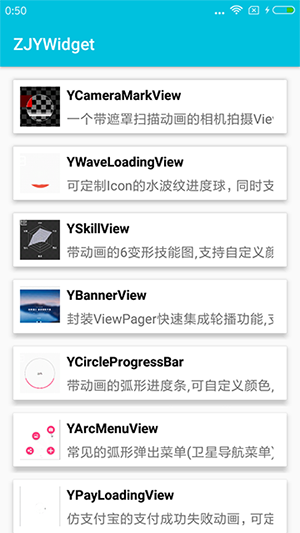 0:50
ZJYWidget
YCameraMarkView
一个带遮罩扫描动画的相机拍摄Vie
YWaveLoadingView
可定制Icon的水波纹进度球，同时支
YSkillView
带动画的6变形技能图,支持自定义颜
YBannerView
封装ViewPager快速集成轮播功能,支
YCircleProgressBar
带动画的弧形进度条,可自定义颜色,
YArcMenuView
常见的弧形弹出菜单(卫星导航菜单)
YPayLoadingView
仿支付宝的支付成功失败动画，可定